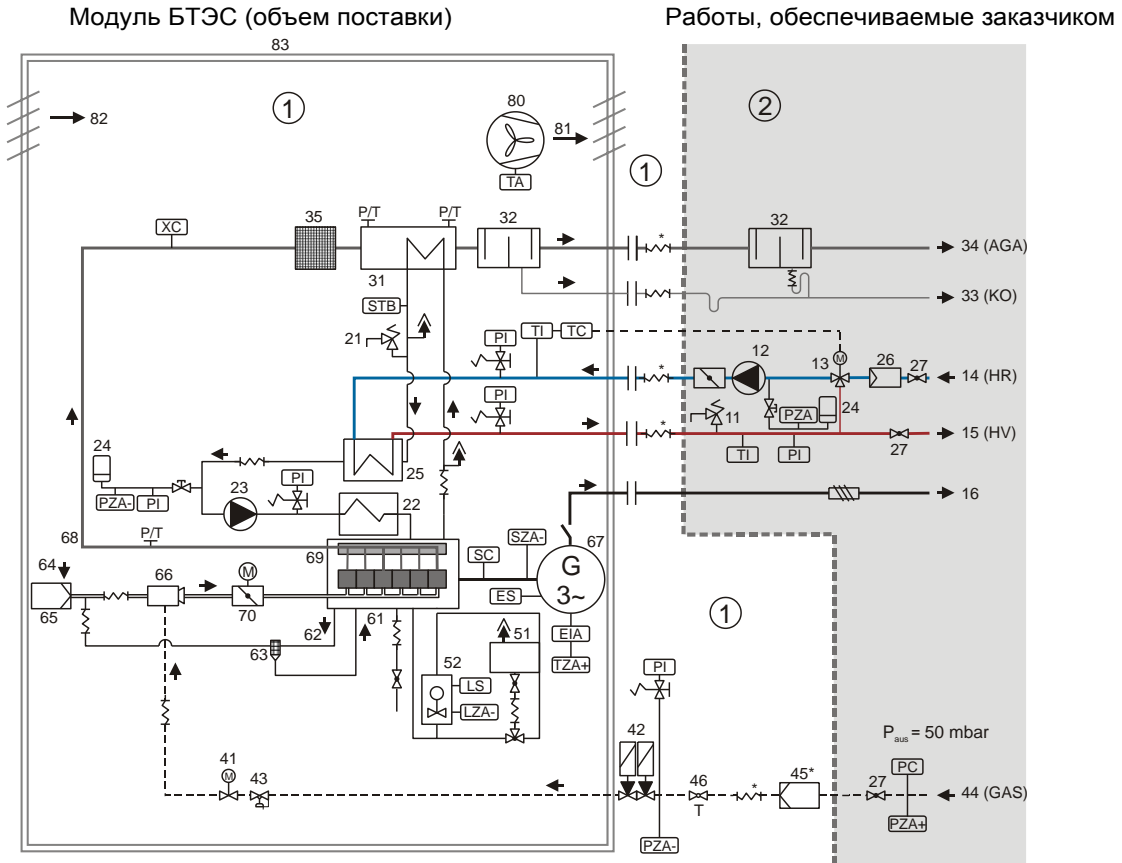 Модуль БТЭС (объем поставки)
Работы, обеспечиваемые заказчиком
83
1
2
82
80
81
TA
1
XC
35
P/T
P/T
32
32
34 (AGA)
31
33 (KO)
STB
21
PI
TI
TC
12
M
13
26
27
14 (HR)
PI
11
PZA
24
15 (HV)
TI
PI
27
24
25
PZA-
PI
23
PI
22
16
68
P/T
69
SC
SZA-
67
G
3~
ES
64
65
66
M
70
62
61
63
EIA
TZA+
51
52
LS
LZA-
1
PI
41
M
43
42
46
45*
P aus = 50 mbar
PC
27
44 (GAS)
PZA+
PZA-
*
*
*
*
T